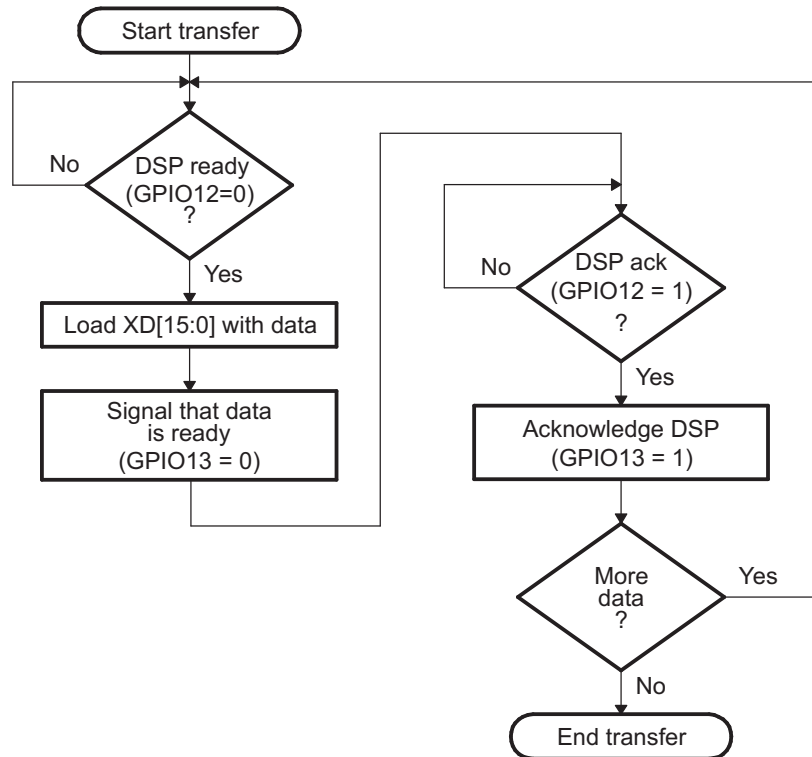 Start transfer
No
DSP ready
(GPIO12=0)
?
Yes
Load XD[15:0] with data
Signal that data
is ready
(GPIO13 = 0)
No
DSP ack
(GPIO12 = 1)
?
Yes
Acknowledge DSP
(GPIO13 = 1)
More
data
?
Yes
No
End transfer